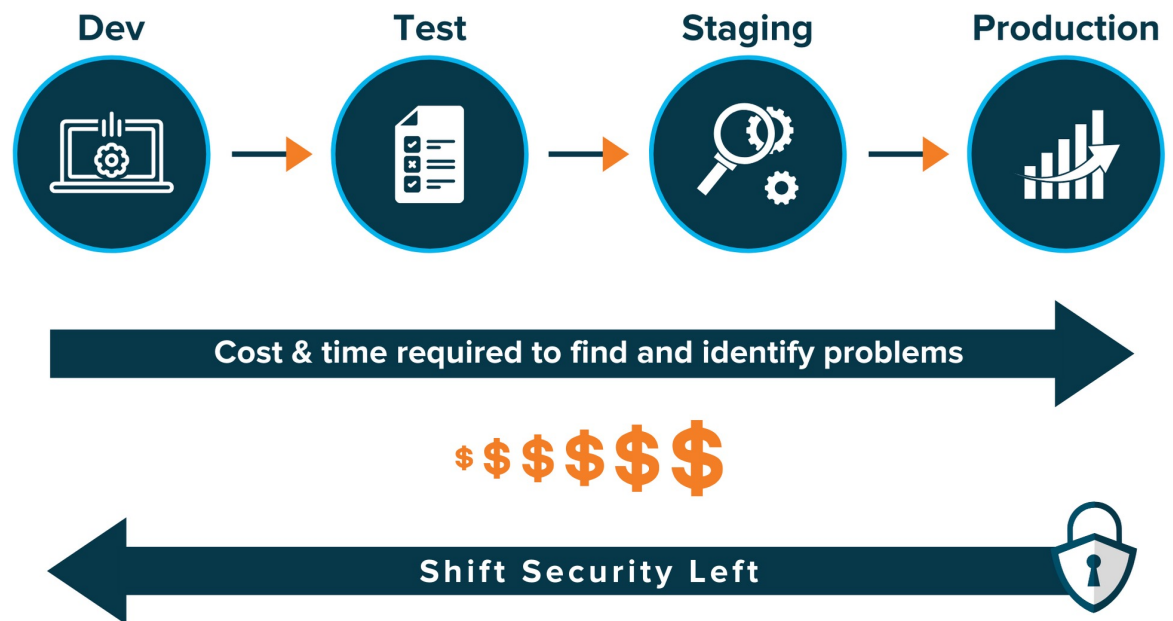 Dev
Test
Staging
Production
Cost & time required to find and identify problems
$ $ $ $ $ $
Shift Security Left